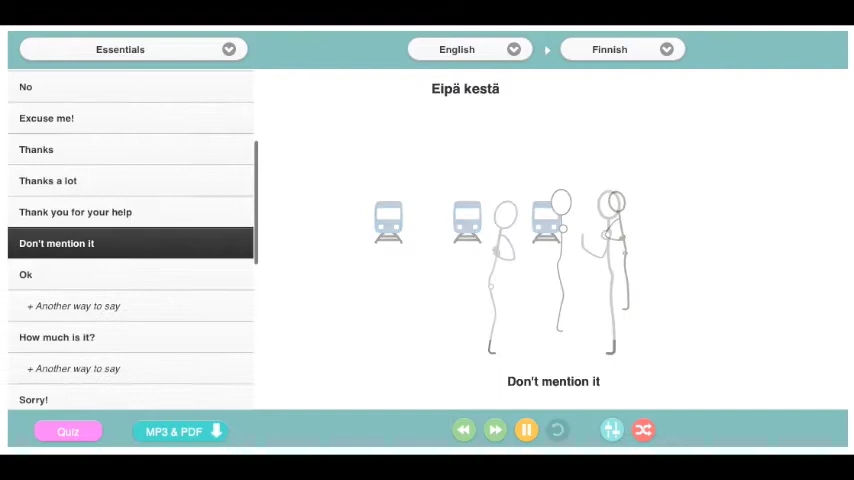 Essentials
English
Finnish
No
Excuse me!
Thanks
Thanks a lot
Thank you for your help
Don't mention it
Ok
+ Another way to say
How much is it?
+ Another way to say
Sorry!
Eipä kestä
Don't mention it
Quiz
MP3 & PDF